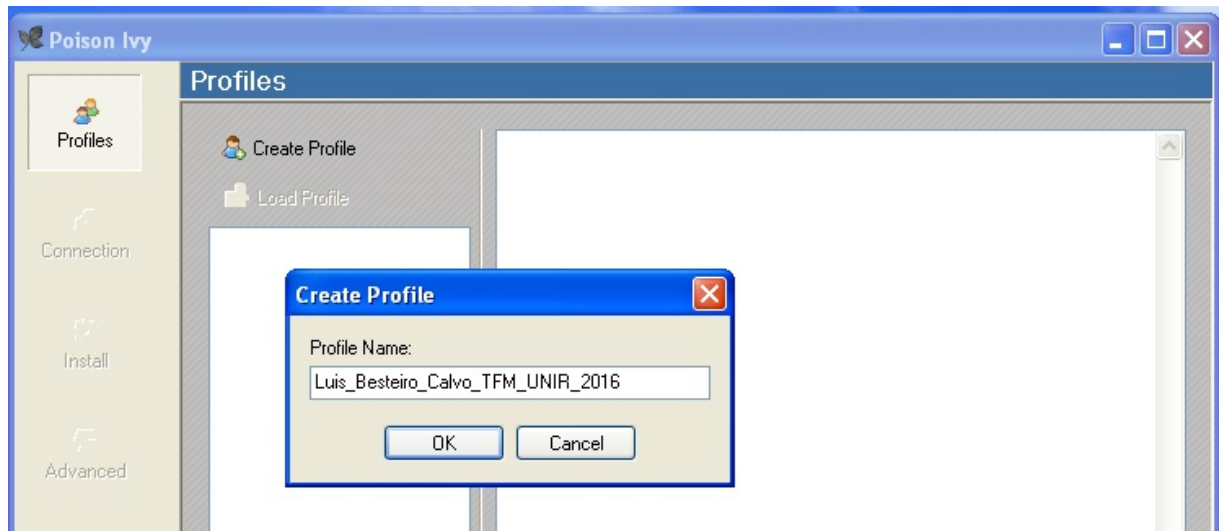 Poison Ivy
Profiles
Profiles
Create Profile
Load Profile
Connection
Create Profile
Profile Name:
Install
Luis_Besteiro_Calvo_TFM_UNIR_2016
OK
Cancel
Advanced